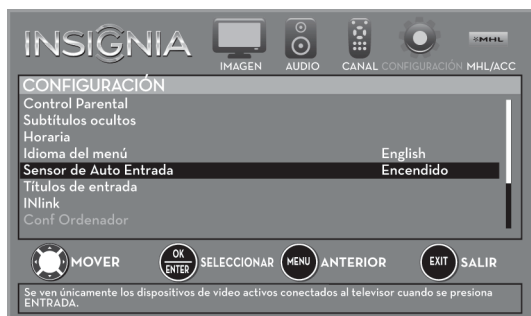 INSIGNIA
IMAGEN AUDIO CANAL CONFIGURACIÓN MHL/ACC
MHL
CONFIGURACIÓN
Control Parental
Subtítulos ocultos
Horaria
Idioma del menú English
Sensor de Auto Entrada Encendido
Títulos de entrada
INlink
Conf Ordenador
MOVER OK ENTER SELECCIONAR MENU ANTERIOR EXIT SALIR
Se ven únicamente los dispositivos de video activos conectados al televisor cuando se presiona
ENTRADA.